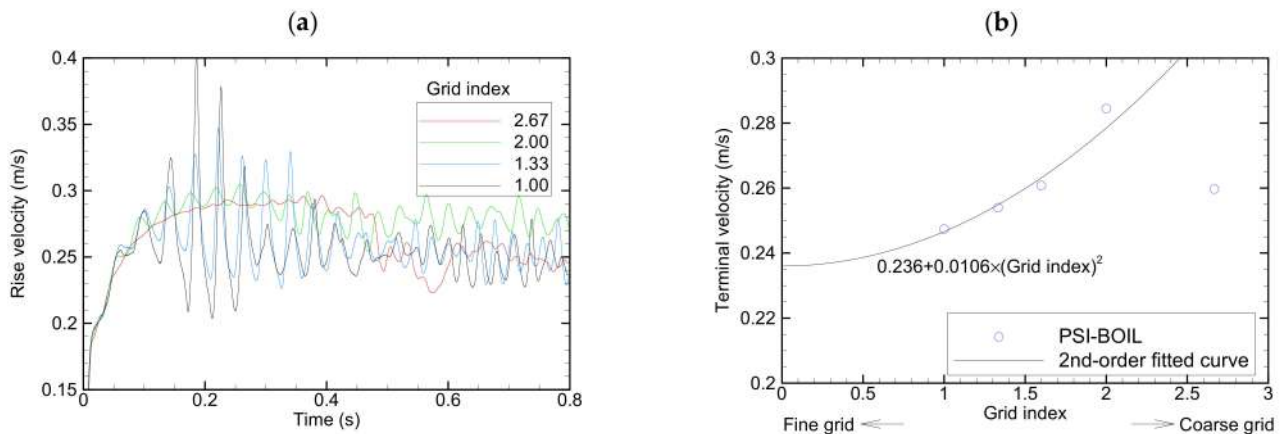 (a)
Rise velocity (m/s)
0.4
0.35
0.3
0.25
0.2
0.15
Grid index
2.67
2.00
1.33
1.00
0
0.2
0.4
0.6
0.8
Time (s)
(b)
Terminal velocity (m/s)
0.3
0.28
0.26
0.24
0.22
0.2
0.236+0.0106×(Grid index)²
PSI-BOIL
2nd-order fitted curve
0
0.5
1
1.5
2
2.5
3
Grid index
Fine grid
Coarse grid